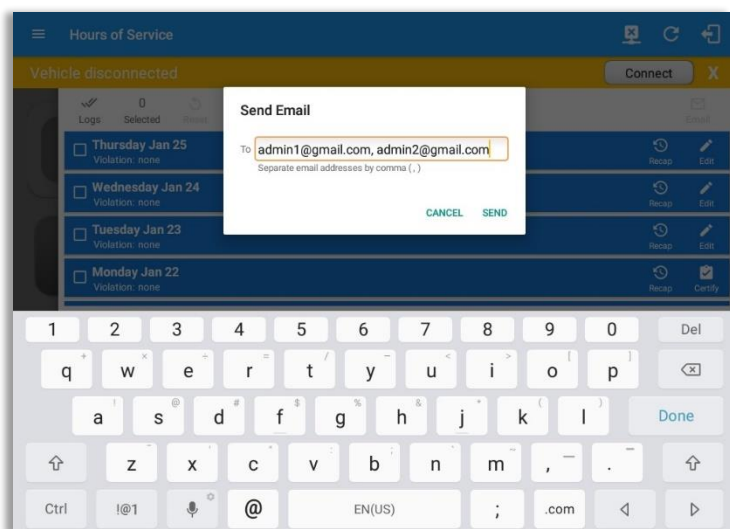 Hours of Service
Vehicle disconnected
Connect X
Logs
0
Selected
Reset
Email
Thursday Jan 25
Violation: none
Recap
Edit
Wednesday Jan 24
Violation: none
Recap
Edit
Tuesday Jan 23
Violation: none
Recap
Edit
Monday Jan 22
Violation: none
Recap
Certify
Send Email
To admin1@gmail.com, admin2@gmail.com
Separate email addresses by comma ( , )
CANCEL SEND
1 2 3 4 5 6 7 8 9 0 Del
q w e r t y u i o p
a s d f g h j k l Done
z x c v b n m , .
Ctrl !@1 @ EN(US) ; .com